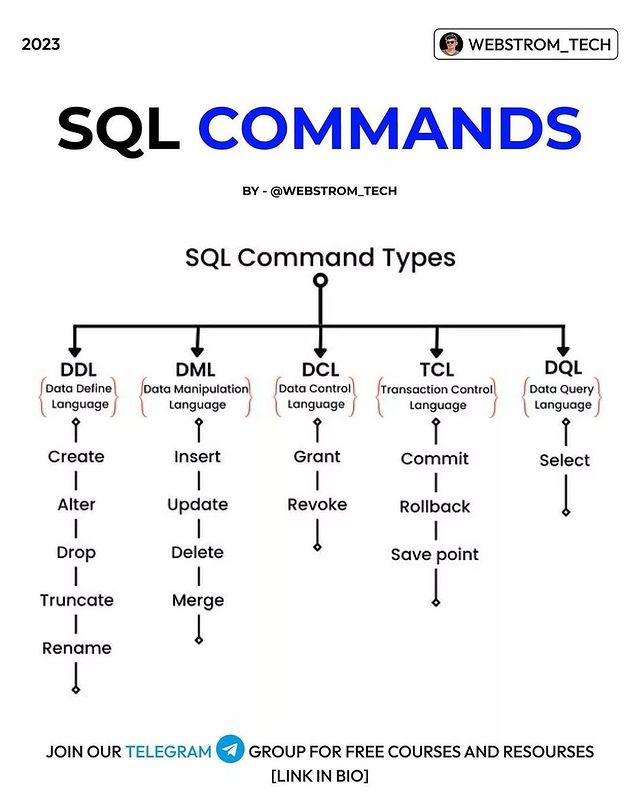 2023
WEBSTROM_TECH
SQL COMMANDS
BY - @WEBSTROM_TECH
SQL Command Types
DDL
Data Define
Language
Create
Alter
Drop
Truncate
Rename
DML
Data Manipulation
Language
Insert
Update
Delete
Merge
DCL
Data Control
Language
Grant
Revoke
TCL
Transaction Control
Language
Commit
Rollback
Save point
DQL
Data Query
Language
Select
JOIN OUR TELEGRAM GROUP FOR FREE COURSES AND RESOURSES
[LINK IN BIO]